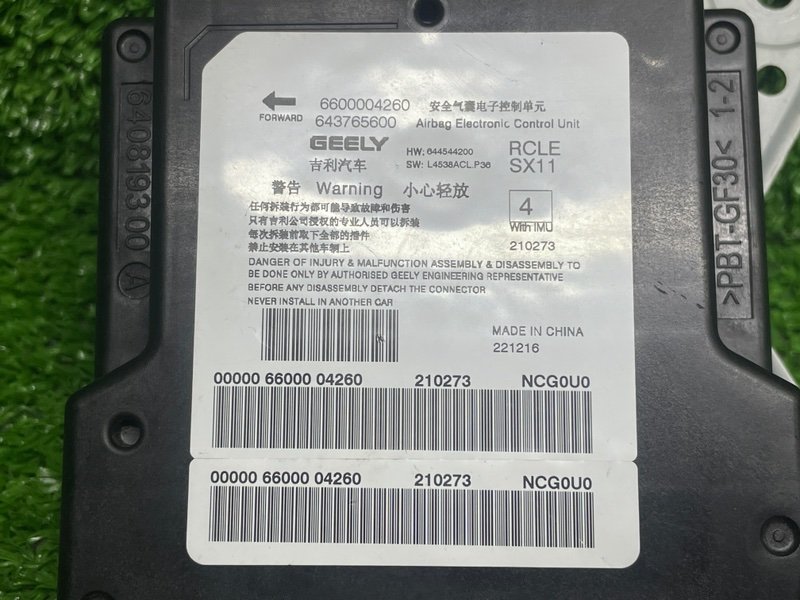 6600004260 安全气囊电子控制单元
FORWARD 643765600 Airbag Electronic Control Unit
GEELY HW: 644544200 RCLE
吉利汽车 SW: L4538ACL.P36 SX11
警告 Warning 小心轻放
4
With IMU
210273
任何拆装行为都可能导致故障和伤害
只有吉利公司授权的专业人员可以拆装
每次拆装前取下全部的插件
禁止安装在其他车辆上
DANGER OF INJURY & MALFUNCTION ASSEMBLY & DISASSEMBLY TO
BE DONE ONLY BY AUTHORISED GEELY ENGINEERING REPRESENTATIVE
BEFORE ANY DISASSEMBLY DETACH THE CONNECTOR
NEVER INSTALL IN ANOTHER CAR
MADE IN CHINA
221216
00000 66000 04260 210273 NCG0U0
00000 66000 04260 210273 NCG0U0
640819300 A
>PBT-GF30< 1-2